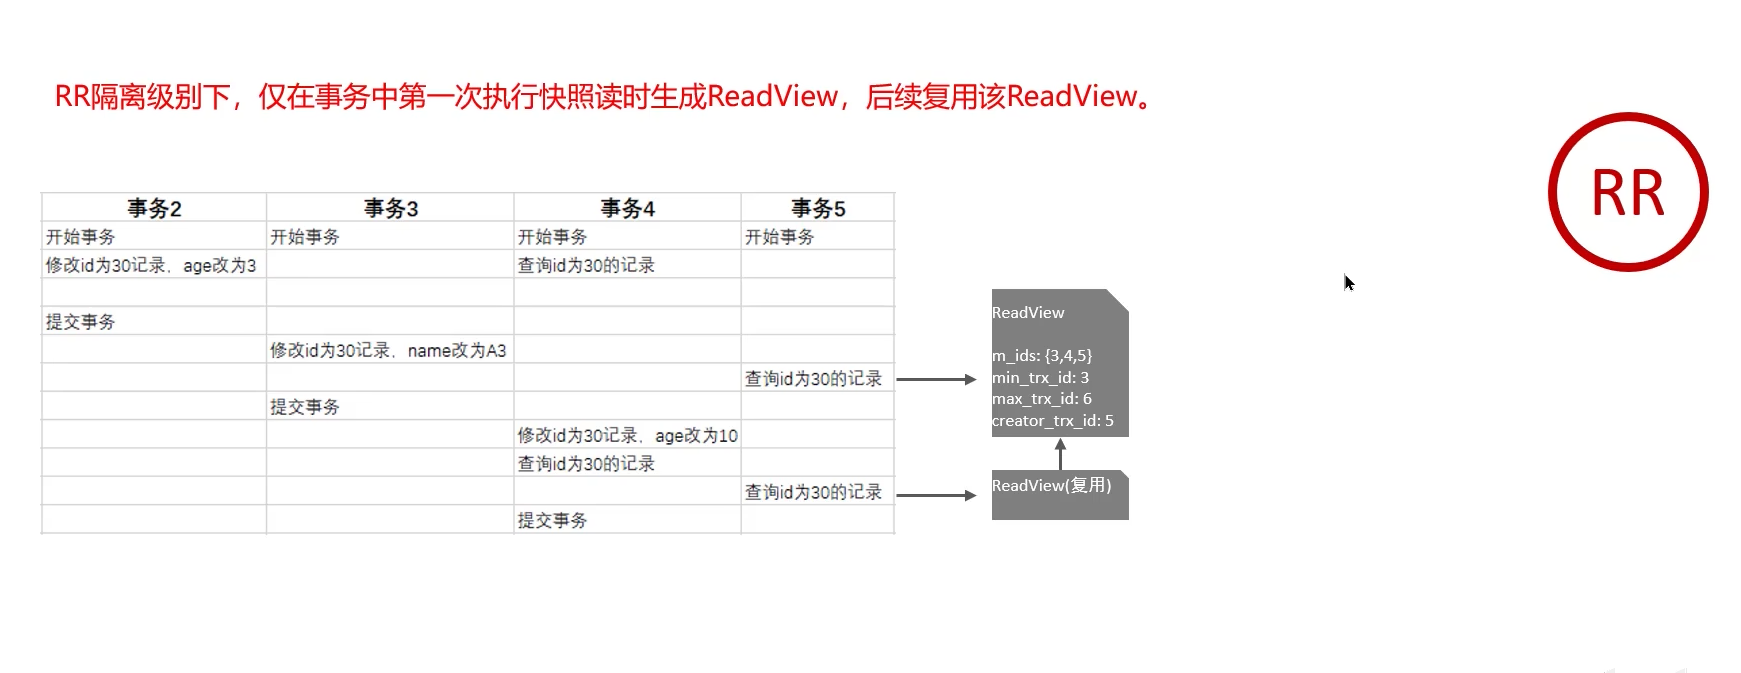 RR隔离级别下，仅在事务中第一次执行快照读时生成ReadView，后续复用该ReadView。
RR
事务2 事务3 事务4 事务5
开始事务 开始事务 开始事务 开始事务
修改id为30记录，age改为3 查询id为30的记录
提交事务
修改id为30记录，name改为A3
查询id为30的记录
提交事务
修改id为30记录，age改为10
查询id为30的记录
查询id为30的记录
提交事务
ReadView
m_ids: {3,4,5}
min_trx_id: 3
max_trx_id: 6
creator_trx_id: 5
ReadView(复用)